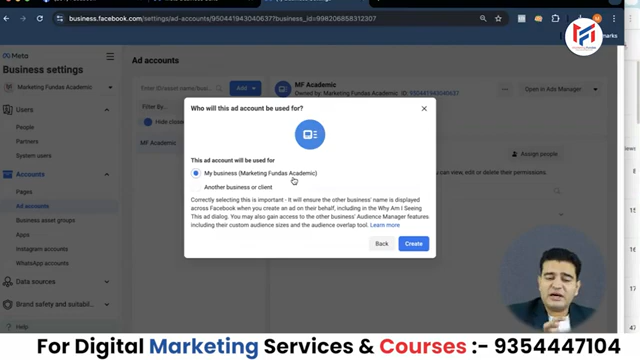 business.facebook.com/settings/ad-accounts/950441943040637?business_id=998206858312307
Meta
Business settings
Marketing Fundas Academic
Users
People
Partners
System users
Accounts
Pages
Ad accounts
Business asset groups
Apps
Instagram accounts
WhatsApp accounts
Data sources
Brand safety and suitabil...
Help
Ad accounts
Add
Filter By...
Hide close
MF Academic
MF Academic
Owned by: Marketing Fundas Academic
Open in Ads Manager
Assign people
view, edit or delete their permissions.
Who will this ad account be used for?
This ad account will be used for
My business (Marketing Fundas Academic)
Another business or client
Correctly selecting this is important - It will ensure the other business' name is displayed
across Facebook when you create an ad on their behalf, including in the Why Am I Seeing
This Ad dialog. You may also gain access to the other business' Audience Manager features
including their custom audience sizes and the audience overlap tool. Learn more
Back
Create
For Digital Marketing Services & Courses :- 9354447104